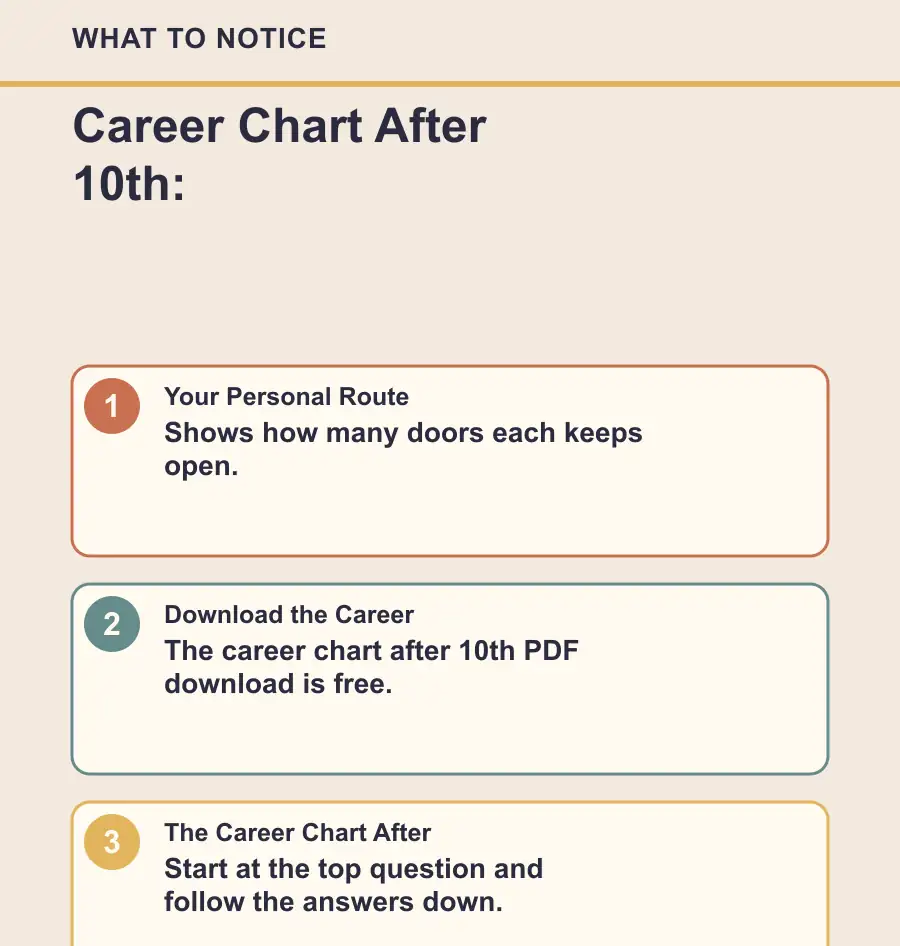 WHAT TO NOTICE
Career Chart After
10th:
1
Your Personal Route
Shows how many doors each keeps
open.
2
Download the Career
The career chart after 10th PDF
download is free.
3
The Career Chart After
Start at the top question and
follow the answers down.